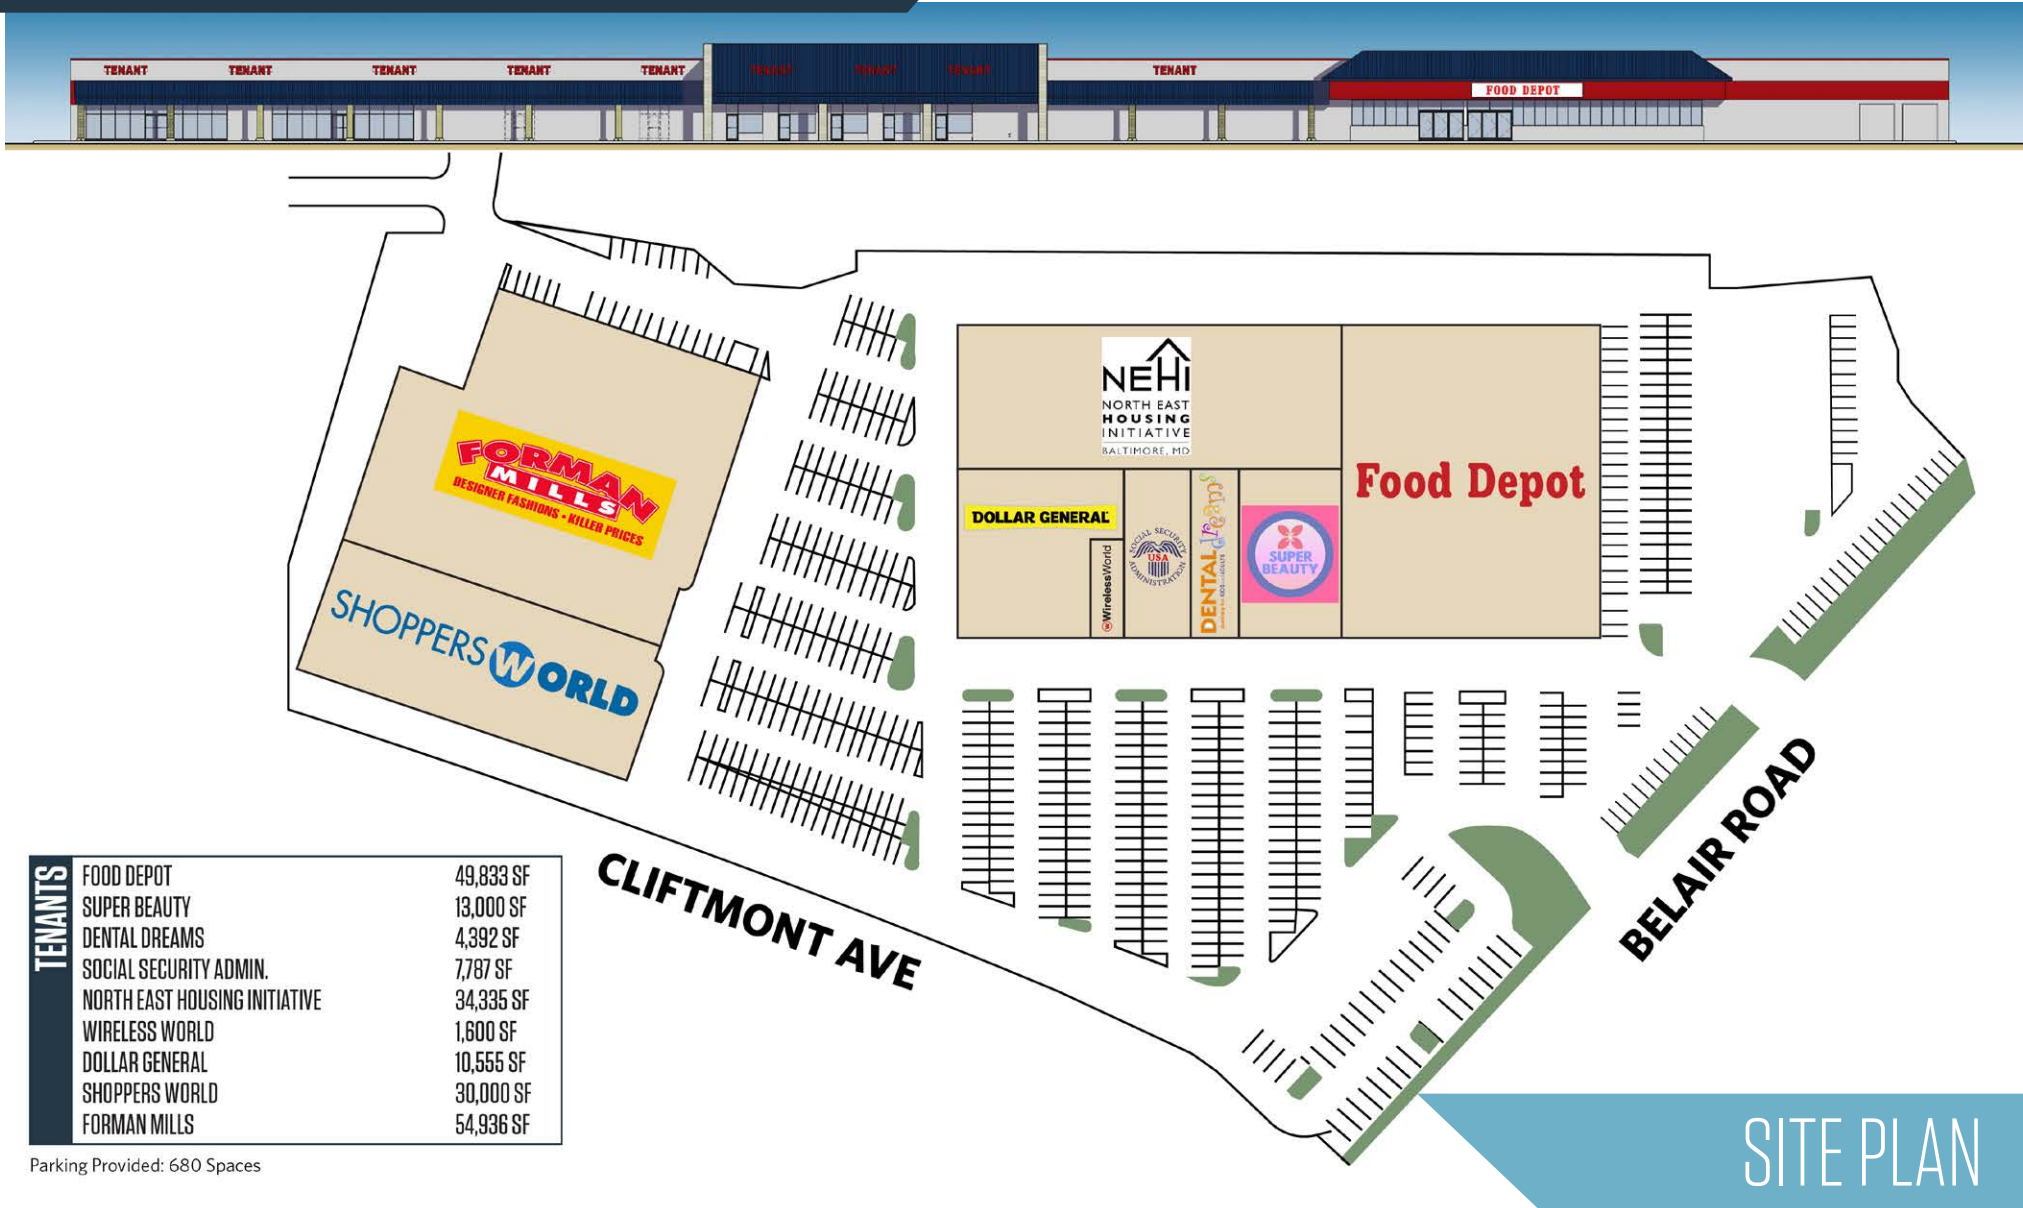 TENANT TENANT TENANT TENANT TENANT TENANT TENANT TENANT TENANT
FOOD DEPOT
NEHI
NORTH EAST
HOUSING
INITIATIVE
BALTIMORE, MD
Food Depot
FORMAN
MILLS
DESIGNER FASHIONS • KILLER PRICES
SHOPPERS WORLD
DOLLAR GENERAL
WirelessWorld
SOCIAL SECURITY
USA
ADMINISTRATION
DENTAL dreams
SUPER
BEAUTY
CLIFTMONT AVE
BELAIR ROAD
TENANTS
FOOD DEPOT 49,833 SF
SUPER BEAUTY 13,000 SF
DENTAL DREAMS 4,392 SF
SOCIAL SECURITY ADMIN. 7,787 SF
NORTH EAST HOUSING INITIATIVE 34,335 SF
WIRELESS WORLD 1,600 SF
DOLLAR GENERAL 10,555 SF
SHOPPERS WORLD 30,000 SF
FORMAN MILLS 54,936 SF
Parking Provided: 680 Spaces
SITE PLAN